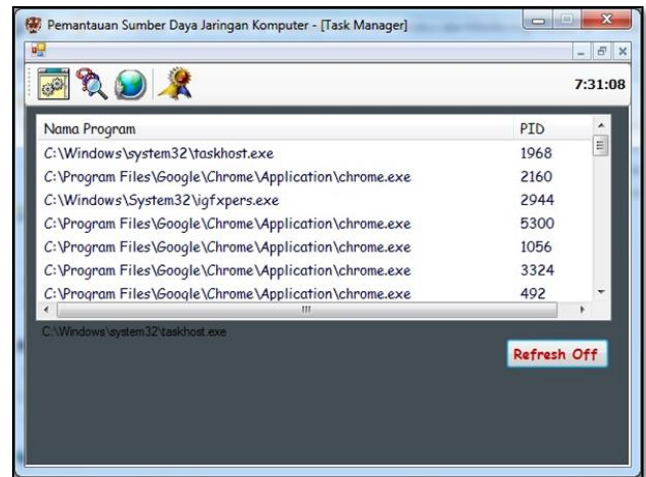 Pemantauan Sumber Daya Jaringan Komputer - [Task Manager]
7:31:08
Nama Program PID
C:\Windows\system32\taskhost.exe 1968
C:\Program Files\Google\Chrome\Application\chrome.exe 2160
C:\Windows\System32\igfxpers.exe 2944
C:\Program Files\Google\Chrome\Application\chrome.exe 5300
C:\Program Files\Google\Chrome\Application\chrome.exe 1056
C:\Program Files\Google\Chrome\Application\chrome.exe 3324
C:\Program Files\Google\Chrome\Application\chrome.exe 492
C:\Windows\system32\taskhost.exe
Refresh Off